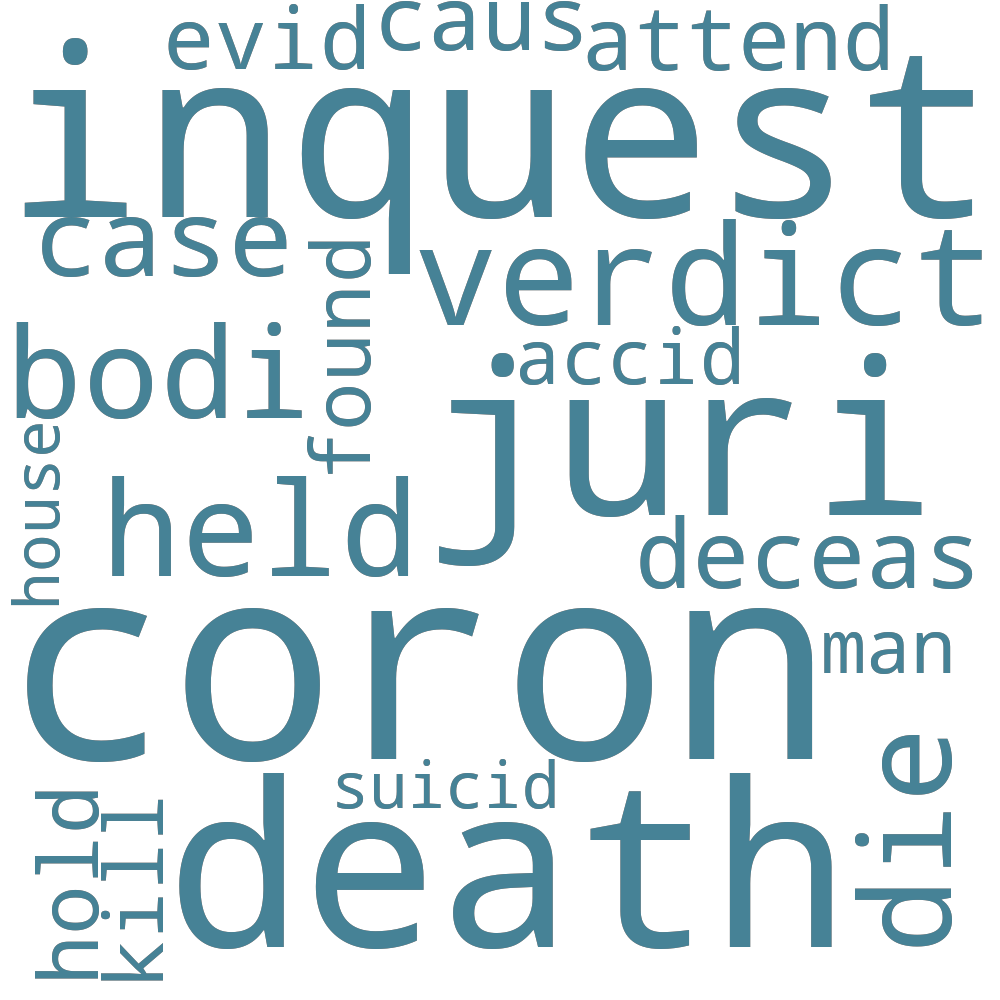 evid
caus
attend
inquest
case
found
verdict
bodi
accid
juri
house
held
deceas
coron
man
suicid
die
hold
kill
death